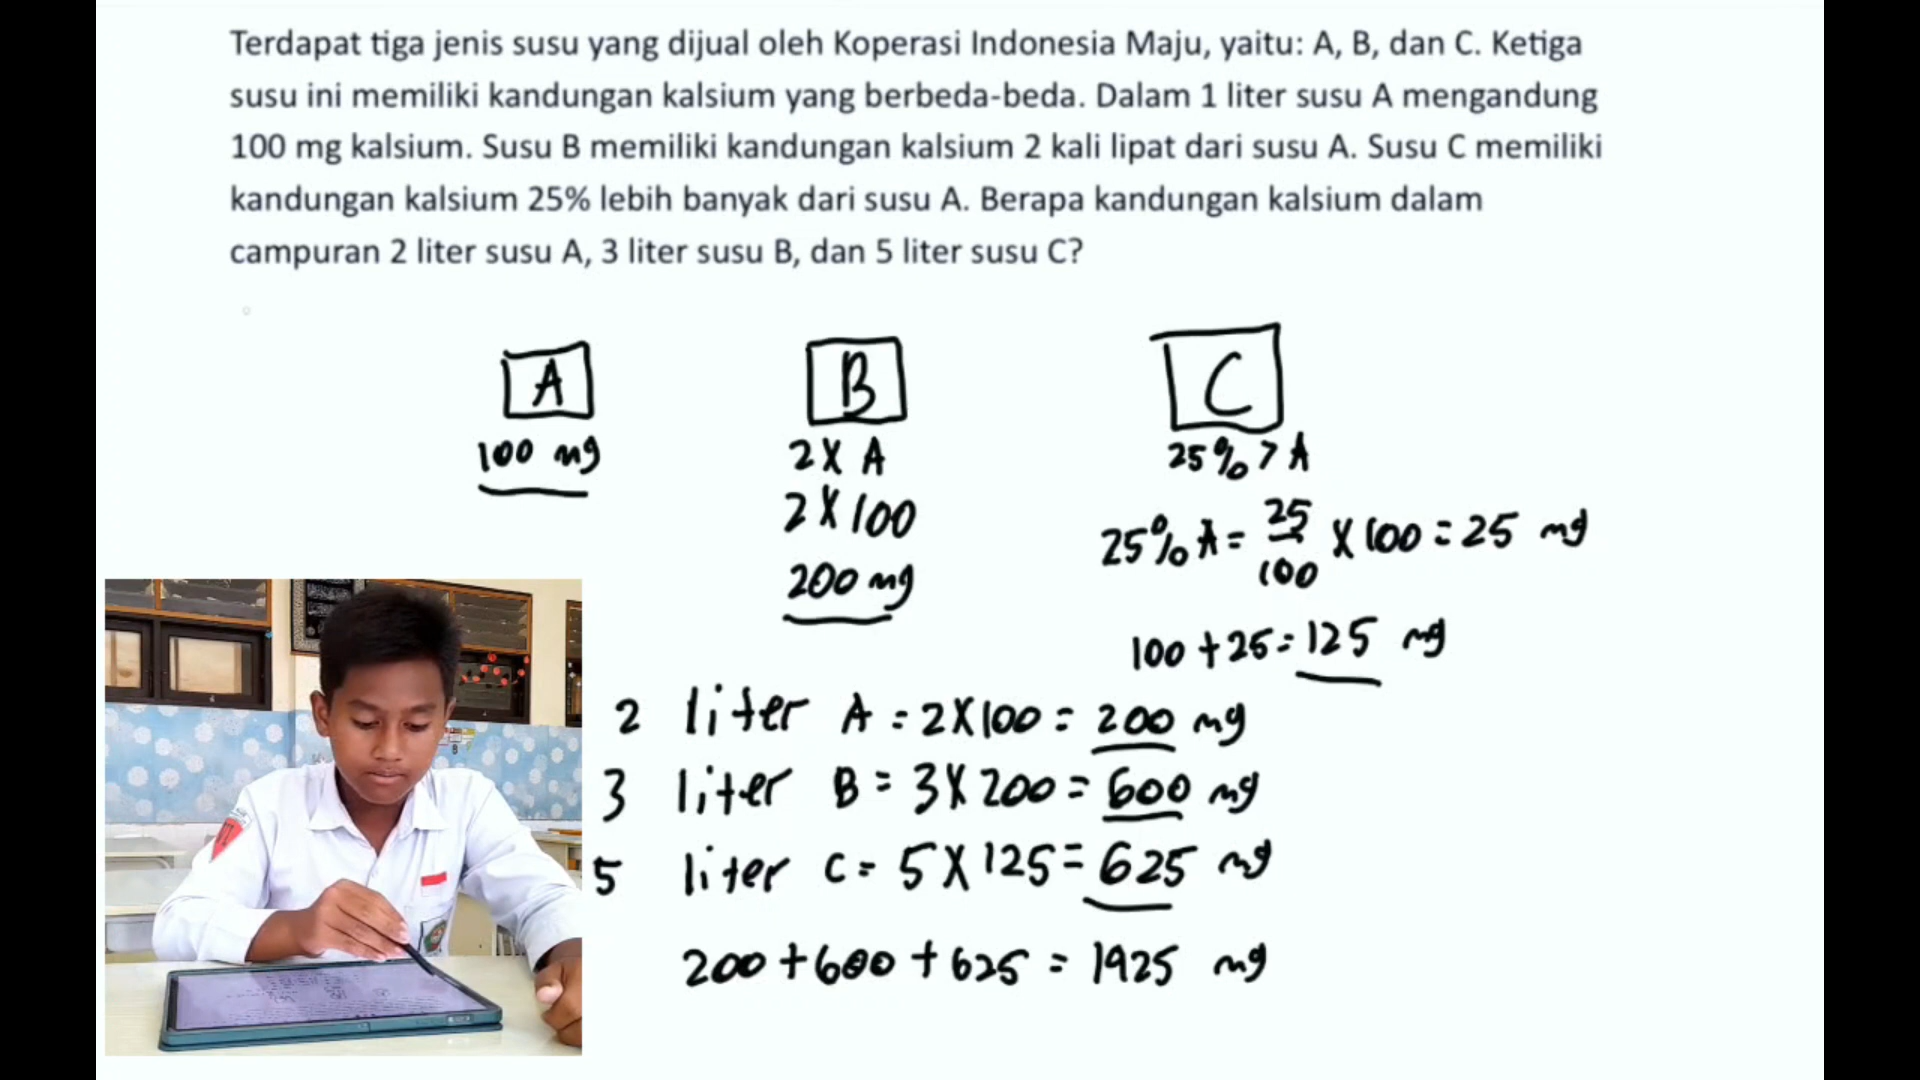 Terdapat tiga jenis susu yang dijual oleh Koperasi Indonesia Maju, yaitu: A, B, dan C. Ketiga
susu ini memiliki kandungan kalsium yang berbeda-beda. Dalam 1 liter susu A mengandung
100 mg kalsium. Susu B memiliki kandungan kalsium 2 kali lipat dari susu A. Susu C memiliki
kandungan kalsium 25% lebih banyak dari susu A. Berapa kandungan kalsium dalam
campuran 2 liter susu A, 3 liter susu B, dan 5 liter susu C?
A
100 mg
B
2 X A
2 X 100
200 mg
C
25% > A
25% A = 25/100 X 100 = 25 mg
100 + 25 = 125 mg
2 liter A = 2 X 100 = 200 mg
3 liter B = 3 X 200 = 600 mg
5 liter C = 5 X 125 = 625 mg
200 + 600 + 625 = 1925 mg